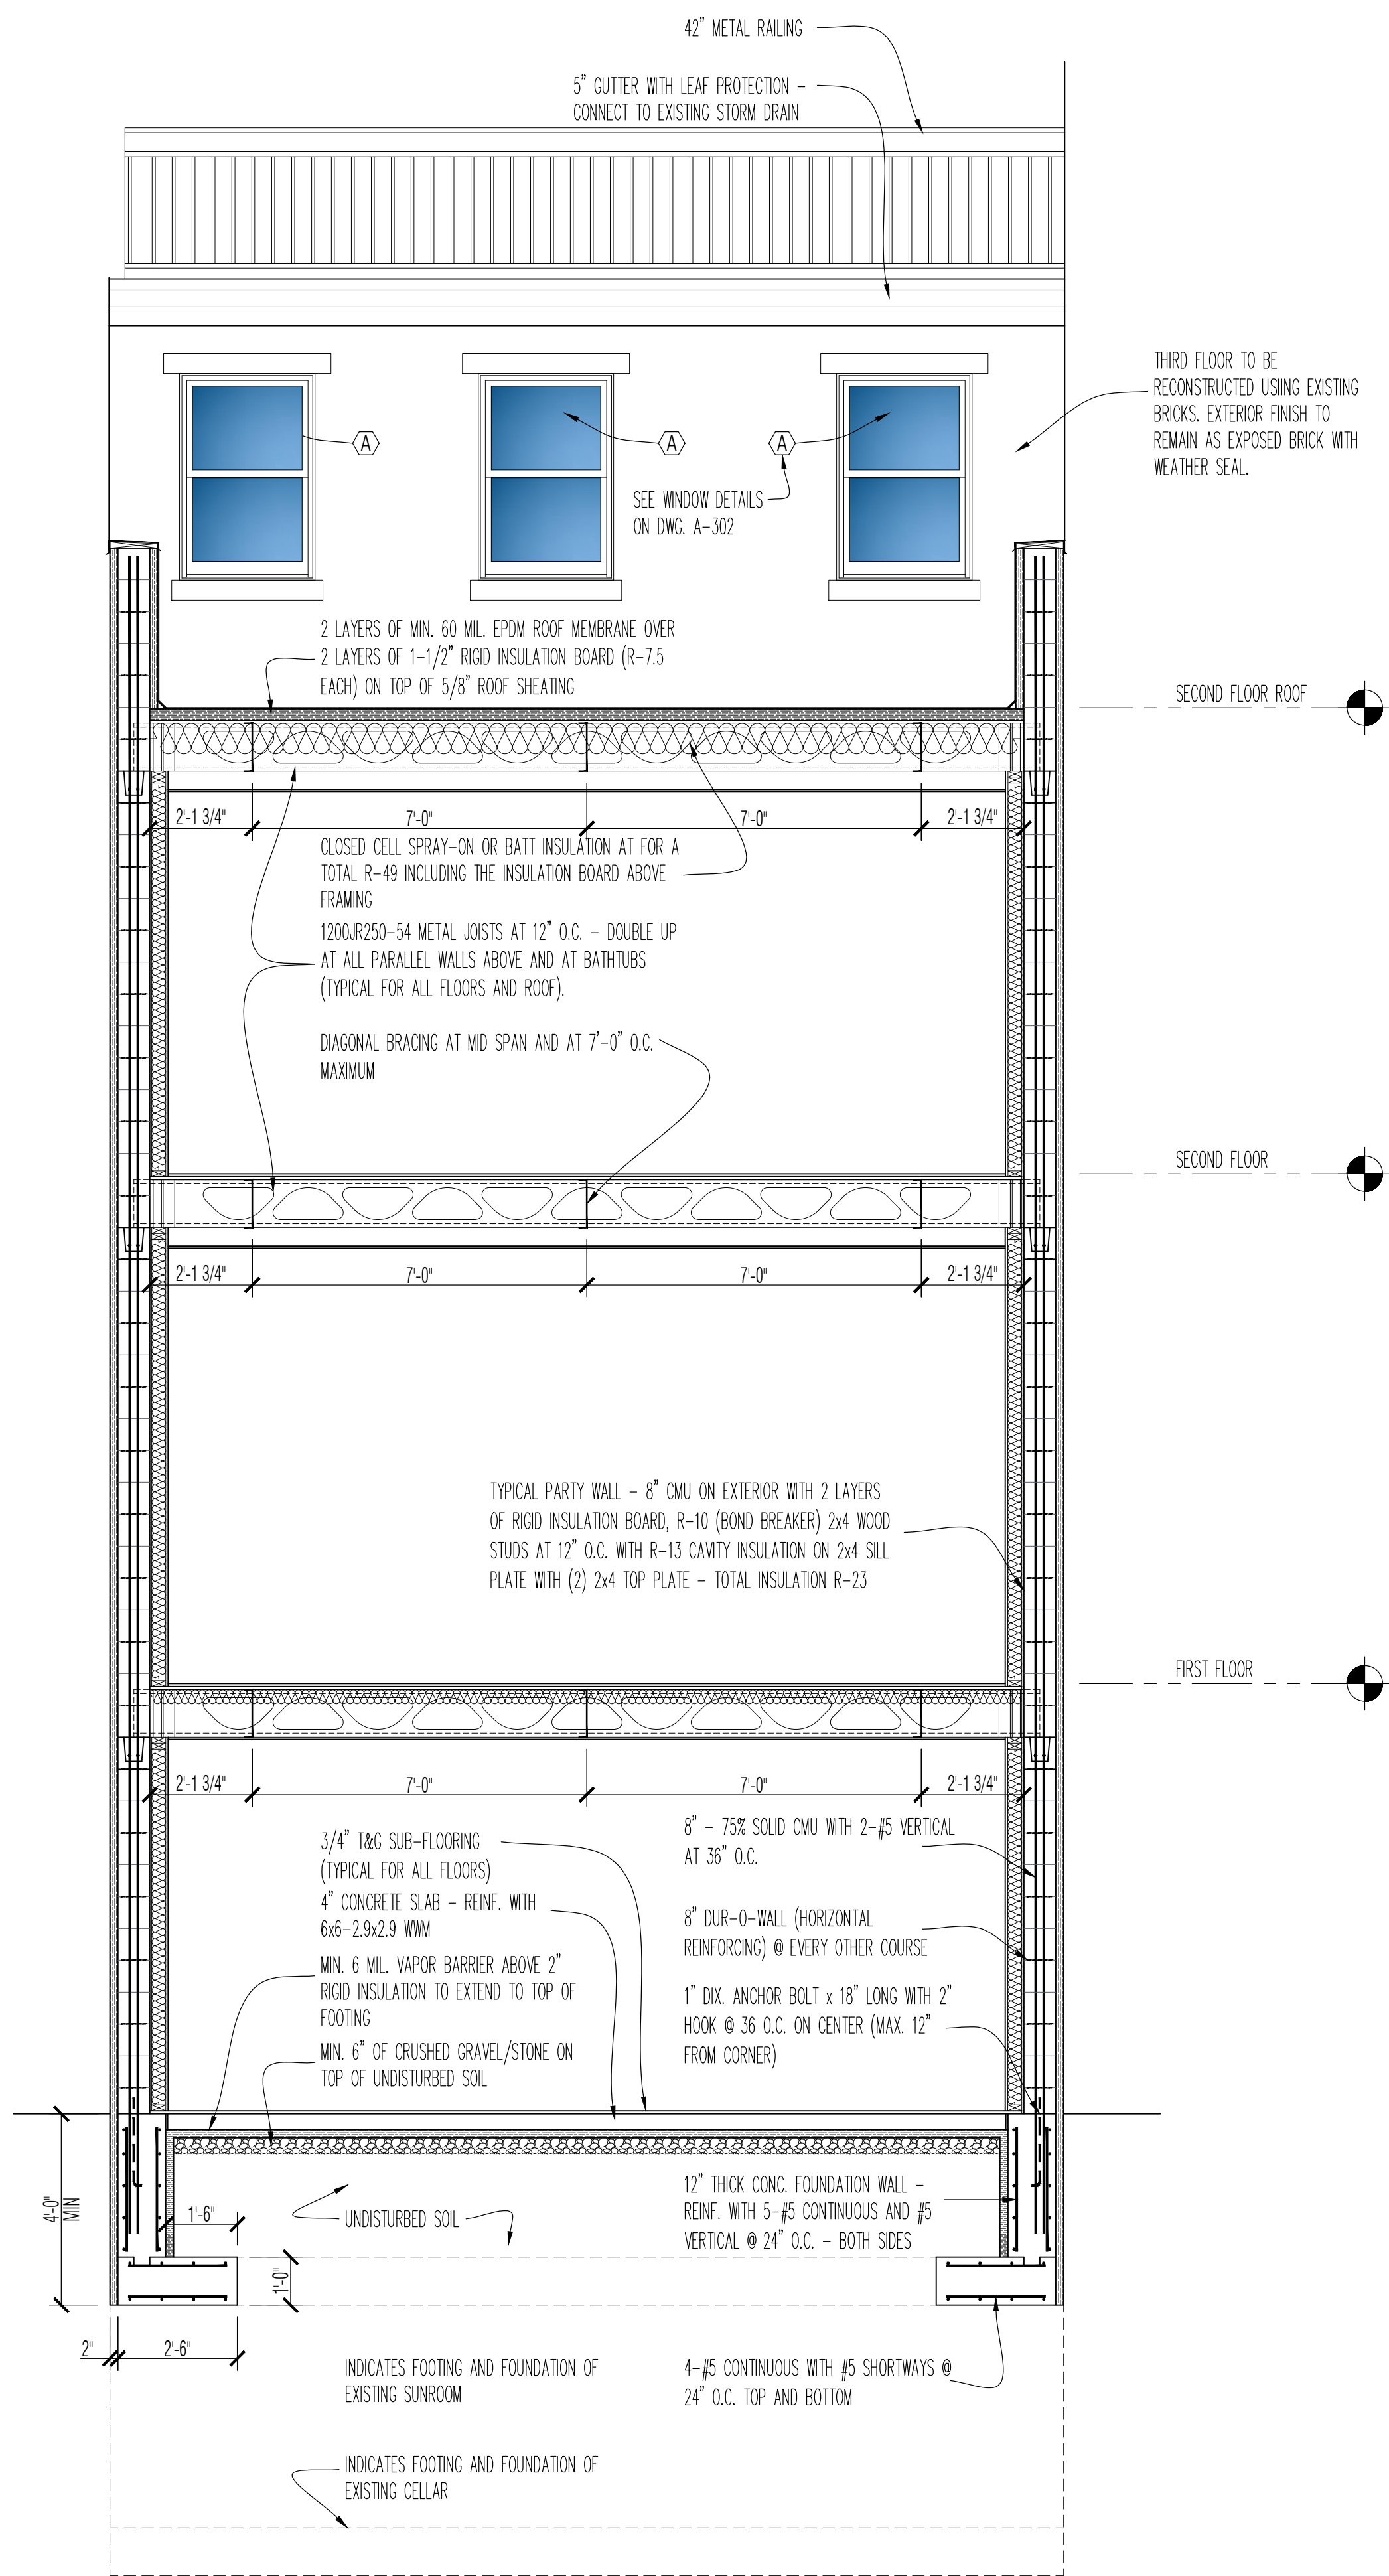 42" METAL RAILING
5" GUTTER WITH LEAF PROTECTION -
CONNECT TO EXISTING STORM DRAIN
THIRD FLOOR TO BE
RECONSTRUCTED USIING EXISTING
BRICKS. EXTERIOR FINISH TO
REMAIN AS EXPOSED BRICK WITH
WEATHER SEAL.
A
A
A
SEE WINDOW DETAILS
ON DWG. A-302
2 LAYERS OF MIN. 60 MIL. EPDM ROOF MEMBRANE OVER
2 LAYERS OF 1-1/2" RIGID INSULATION BOARD (R-7.5
EACH) ON TOP OF 5/8" ROOF SHEATING
SECOND FLOOR ROOF
2'-1 3/4"
7'-0"
7'-0"
2'-1 3/4"
CLOSED CELL SPRAY-ON OR BATT INSULATION AT FOR A
TOTAL R-49 INCLUDING THE INSULATION BOARD ABOVE
FRAMING
1200JR250-54 METAL JOISTS AT 12" O.C. - DOUBLE UP
AT ALL PARALLEL WALLS ABOVE AND AT BATHTUBS
(TYPICAL FOR ALL FLOORS AND ROOF).
DIAGONAL BRACING AT MID SPAN AND AT 7'-0" O.C.
MAXIMUM
SECOND FLOOR
2'-1 3/4"
7'-0"
7'-0"
2'-1 3/4"
TYPICAL PARTY WALL - 8" CMU ON EXTERIOR WITH 2 LAYERS
OF RIGID INSULATION BOARD, R-10 (BOND BREAKER) 2x4 WOOD
STUDS AT 12" O.C. WITH R-13 CAVITY INSULATION ON 2x4 SILL
PLATE WITH (2) 2x4 TOP PLATE - TOTAL INSULATION R-23
FIRST FLOOR
2'-1 3/4"
7'-0"
7'-0"
2'-1 3/4"
3/4" T&G SUB-FLOORING
(TYPICAL FOR ALL FLOORS)
4" CONCRETE SLAB - REINF. WITH
6x6-2.9x2.9 WWM
MIN. 6 MIL. VAPOR BARRIER ABOVE 2"
RIGID INSULATION TO EXTEND TO TOP OF
FOOTING
MIN. 6" OF CRUSHED GRAVEL/STONE ON
TOP OF UNDISTURBED SOIL
8" - 75% SOLID CMU WITH 2-#5 VERTICAL
AT 36" O.C.
8" DUR-O-WALL (HORIZONTAL
REINFORCING) @ EVERY OTHER COURSE
1" DIX. ANCHOR BOLT x 18" LONG WITH 2"
HOOK @ 36 O.C. ON CENTER (MAX. 12"
FROM CORNER)
4'-0"
MIN
1'-6"
UNDISTURBED SOIL
12" THICK CONC. FOUNDATION WALL -
REINF. WITH 5-#5 CONTINUOUS AND #5
VERTICAL @ 24" O.C. - BOTH SIDES
1'-0"
2"
2'-6"
INDICATES FOOTING AND FOUNDATION OF
EXISTING SUNROOM
4-#5 CONTINUOUS WITH #5 SHORTWAYS @
24" O.C. TOP AND BOTTOM
INDICATES FOOTING AND FOUNDATION OF
EXISTING CELLAR